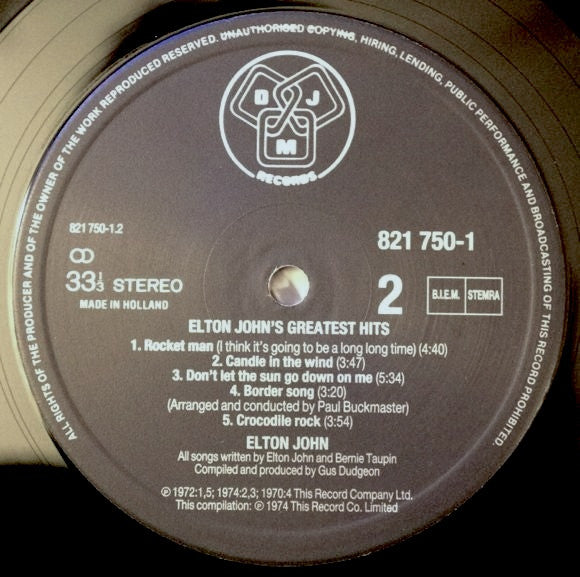 ALL RIGHTS OF THE PRODUCER AND OF THE OWNER OF THE WORK REPRODUCED RESERVED. UNAUTHORISED COPYING, HIRING, LENDING, PUBLIC PERFORMANCE AND BROADCASTING OF THIS RECORD PROHIBITED
D J
M
RECORDS
821 750-1.2
821 750-1
33 1/3 STEREO
MADE IN HOLLAND
2
B.I.E.M. STEMRA
ELTON JOHN'S GREATEST HITS
1. Rocket man (I think it's going to be a long long time) (4:40)
2. Candle in the wind (3:47)
3. Don't let the sun go down on me (5:34)
4. Border song (3:20)
(Arranged and conducted by Paul Buckmaster)
5. Crocodile rock (3:54)
ELTON JOHN
All songs written by Elton John and Bernie Taupin
Compiled and produced by Gus Dudgeon
℗ 1972:1,5; 1974:2,3; 1970:4 This Record Company Ltd.
This compilation: ℗ 1974 This Record Co. Limited